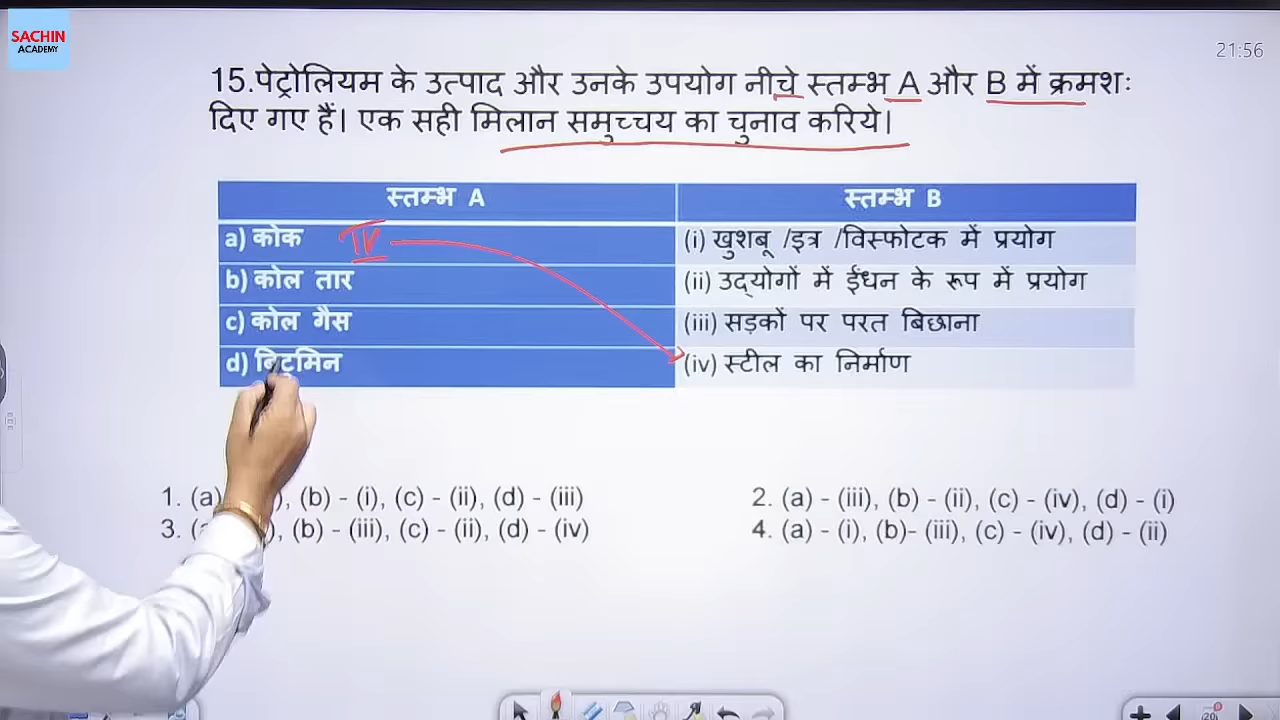 SACHIN
ACADEMY
21:56
15.पेट्रोलियम के उत्पाद और उनके उपयोग नीचे स्तम्भ A और B में क्रमशः
दिए गए हैं। एक सही मिलान समुच्चय का चुनाव करिये।
स्तम्भ A स्तम्भ B
a) कोक IV (i) खुशबू /इत्र /विस्फोटक में प्रयोग
b) कोल तार (ii) उद्योगों में ईंधन के रूप में प्रयोग
c) कोल गैस (iii) सड़कों पर परत बिछाना
d) बिटुमिन (iv) स्टील का निर्माण
1. (a) (b) - (i), (c) - (ii), (d) - (iii) 2. (a) - (iii), (b) - (ii), (c) - (iv), (d) - (i)
3. (b) - (iii), (c) - (ii), (d) - (iv) 4. (a) - (i), (b)- (iii), (c) - (iv), (d) - (ii)
20